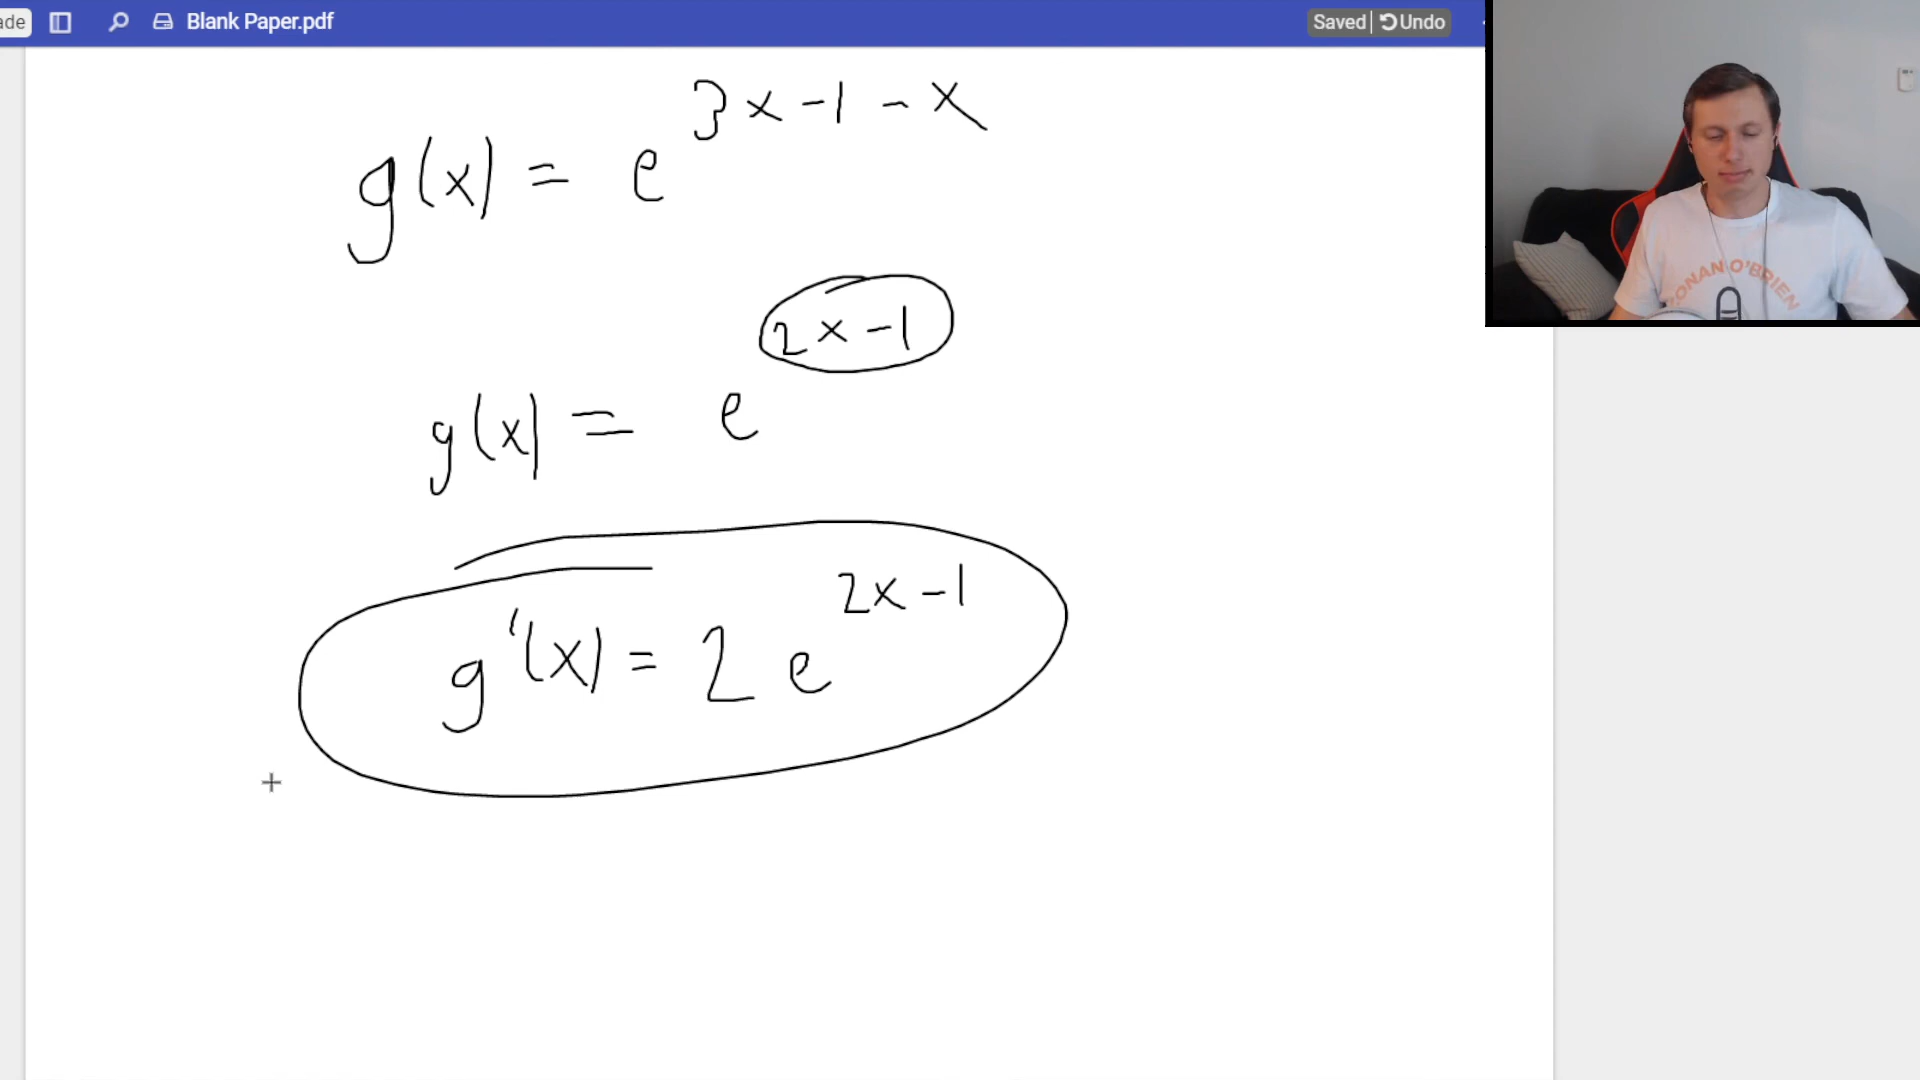 ade Blank Paper.pdf Saved Undo
g(x) = e^{3x-1-x}
g(x) = e^{2x-1}
g'(x) = 2e^{2x-1}
CONAN O'BRIEN